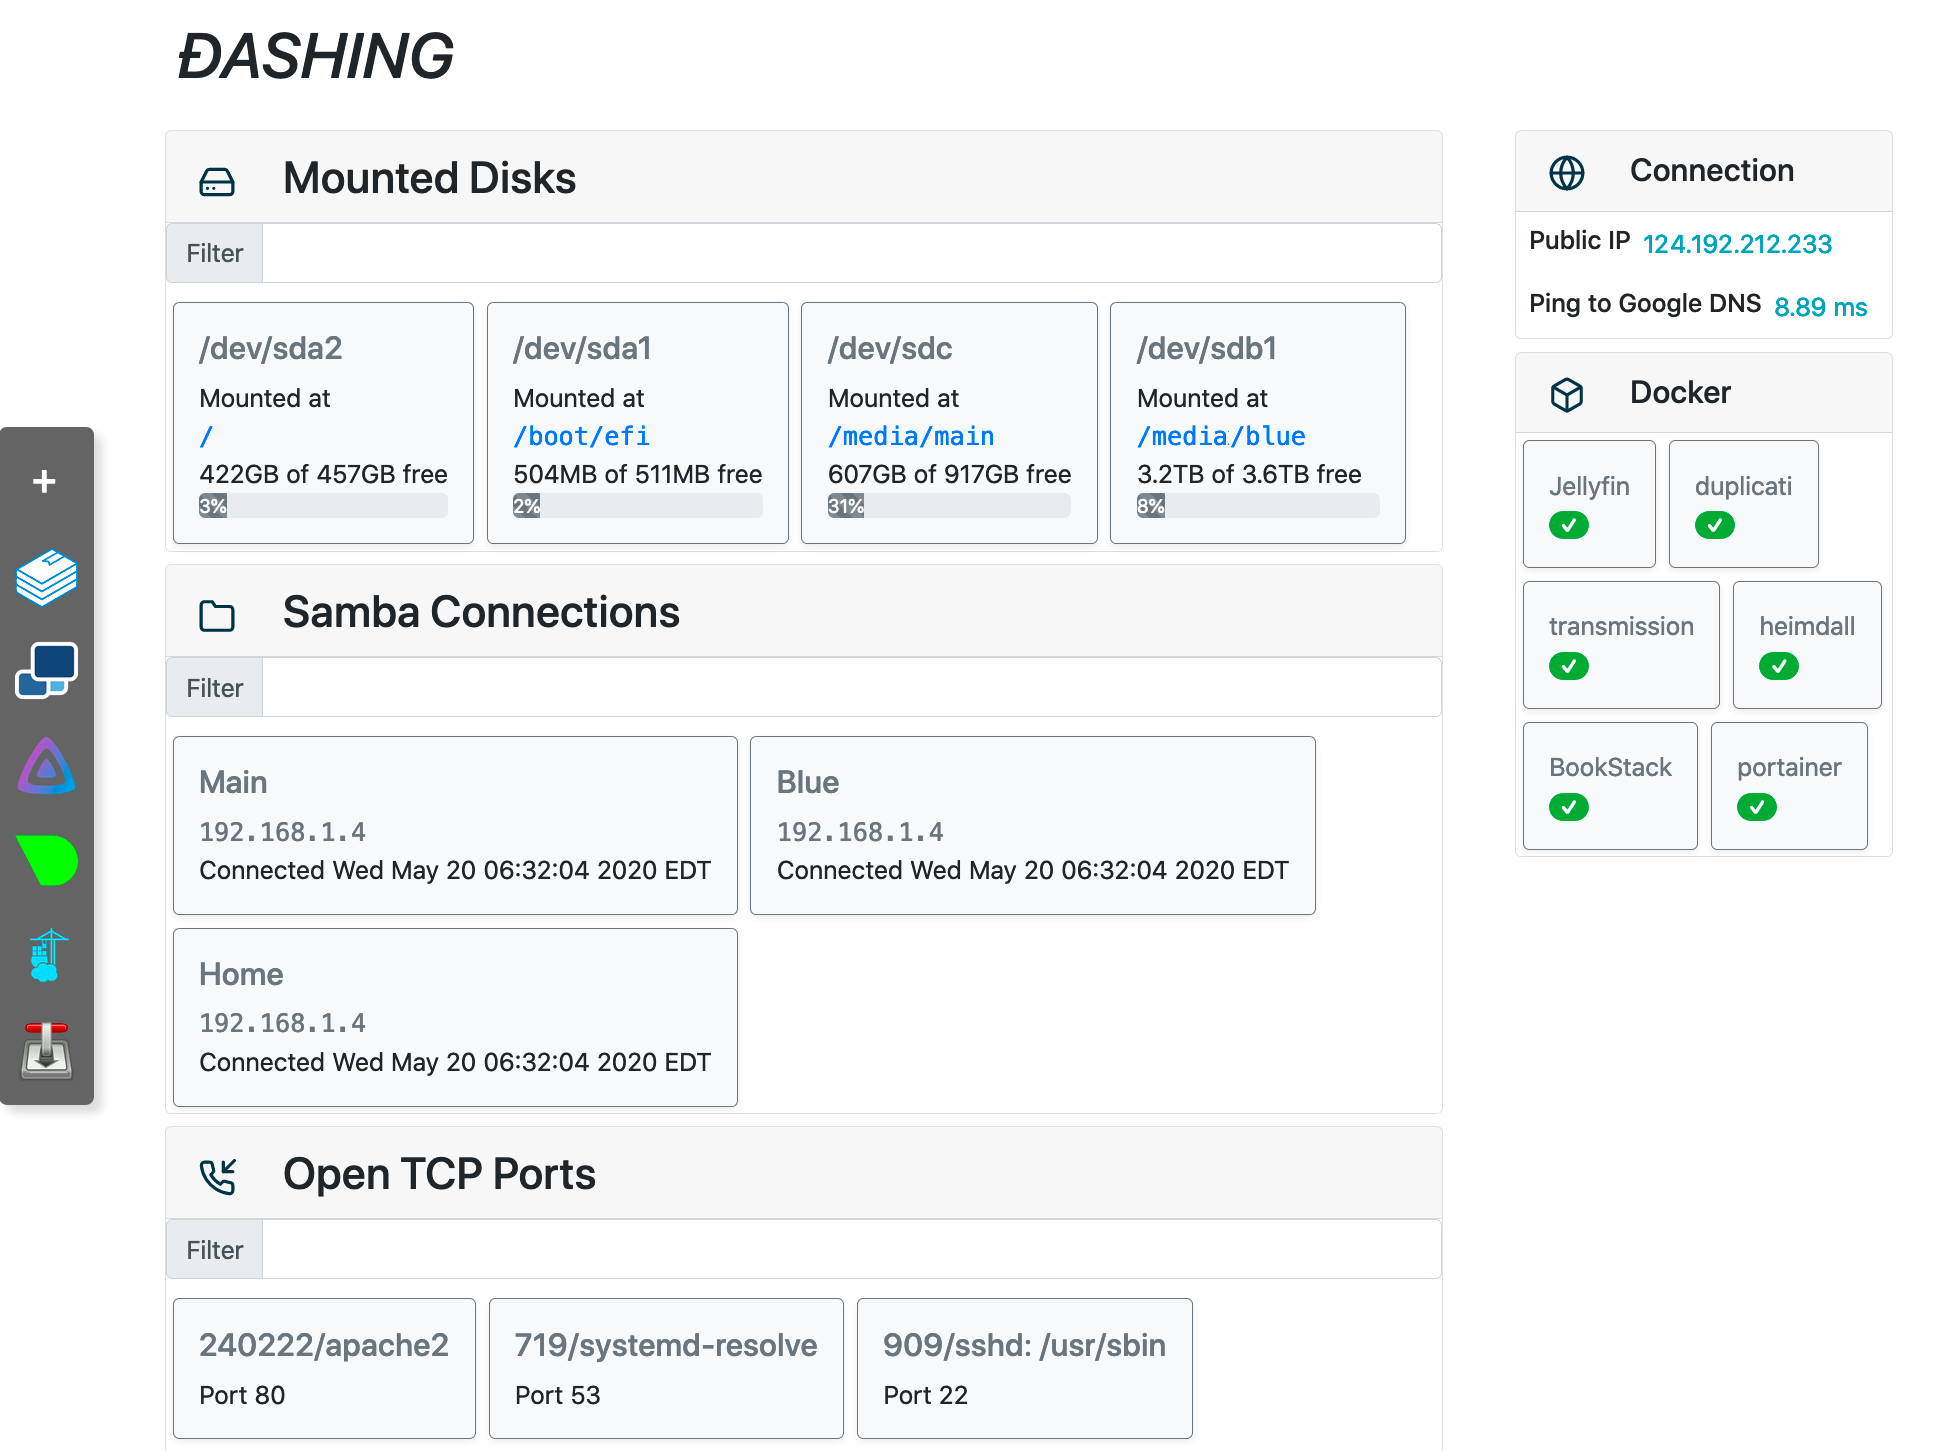 ÐASHING
Mounted Disks
Filter
/dev/sda2
Mounted at
/
422GB of 457GB free
3%
/dev/sda1
Mounted at
/boot/efi
504MB of 511MB free
2%
/dev/sdc
Mounted at
/media/main
607GB of 917GB free
31%
/dev/sdb1
Mounted at
/media/blue
3.2TB of 3.6TB free
8%
Samba Connections
Filter
Main
192.168.1.4
Connected Wed May 20 06:32:04 2020 EDT
Blue
192.168.1.4
Connected Wed May 20 06:32:04 2020 EDT
Home
192.168.1.4
Connected Wed May 20 06:32:04 2020 EDT
Open TCP Ports
Filter
240222/apache2
Port 80
719/systemd-resolve
Port 53
909/sshd: /usr/sbin
Port 22
Connection
Public IP 124.192.212.233
Ping to Google DNS 8.89 ms
Docker
Jellyfin
duplicati
transmission
heimdall
BookStack
portainer